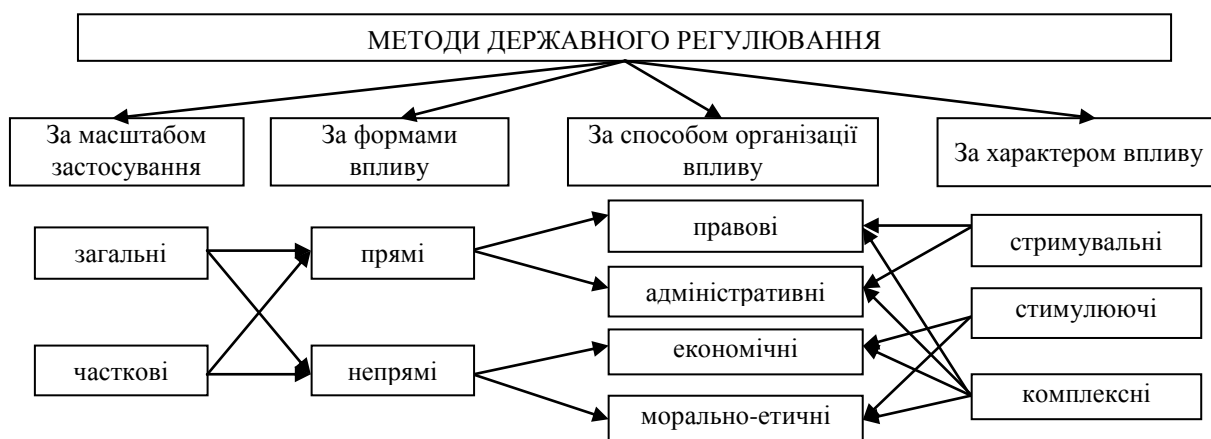 МЕТОДИ ДЕРЖАВНОГО РЕГУЛЮВАННЯ
За масштабом
застосування
За формами
впливу
За способом організації
впливу
За характером впливу
загальні
часткові
прямі
непрямі
правові
адміністративні
економічні
морально-етичні
стримувальні
стимулюючі
комплексні